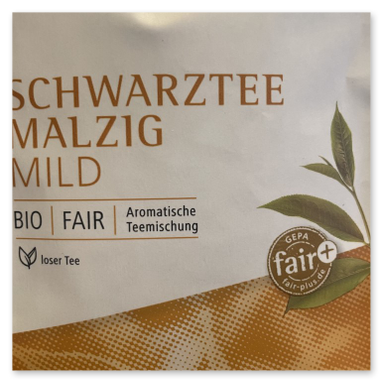 SCHWARZTEE
MALZIG
MILD
BIO | FAIR | Aromatische
Teemischung
loser Tee
GEPA
fair+
fair-plus.de